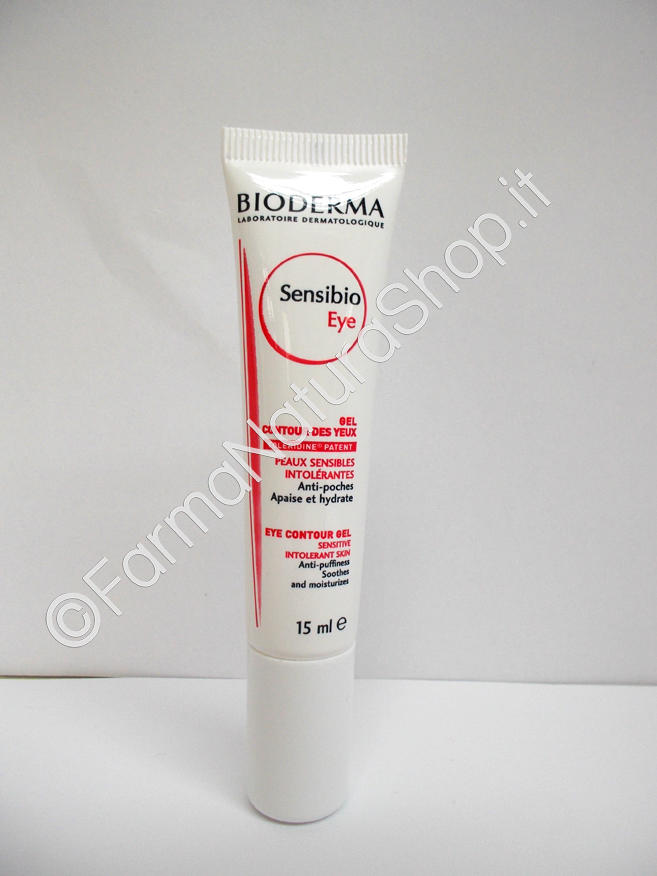 BIODERMA
LABORATOIRE DERMATOLOGIQUE
Sensibio
Eye
GEL
CONTOUR DES YEUX
PATENT
PEAUX SENSIBLES
INTOLÉRANTES
Anti-poches
Apaise et hydrate
EYE CONTOUR GEL
SENSITIVE
INTOLERANT SKIN
Anti-puffiness
Soothes
and moisturizes
15 ml e
©FarmaNaturaShop.it